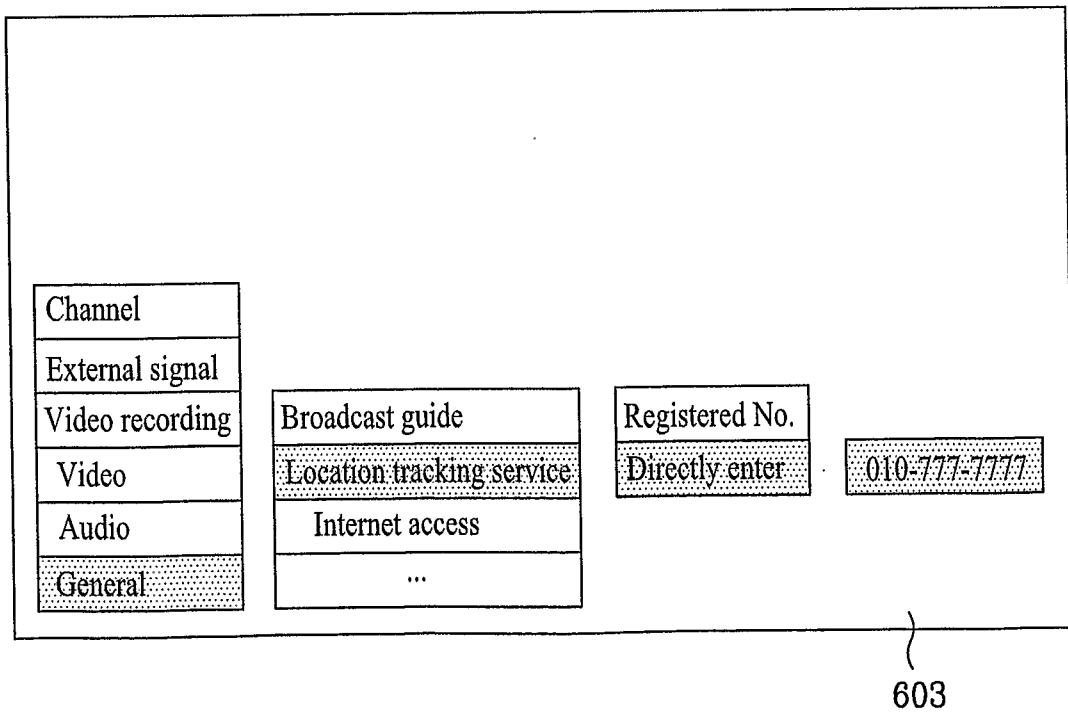 Channel
External signal
Video recording
Video
Audio
General
Broadcast guide
Location tracking service
Internet access
...
Registered No.
Directly enter
010-777-7777
603